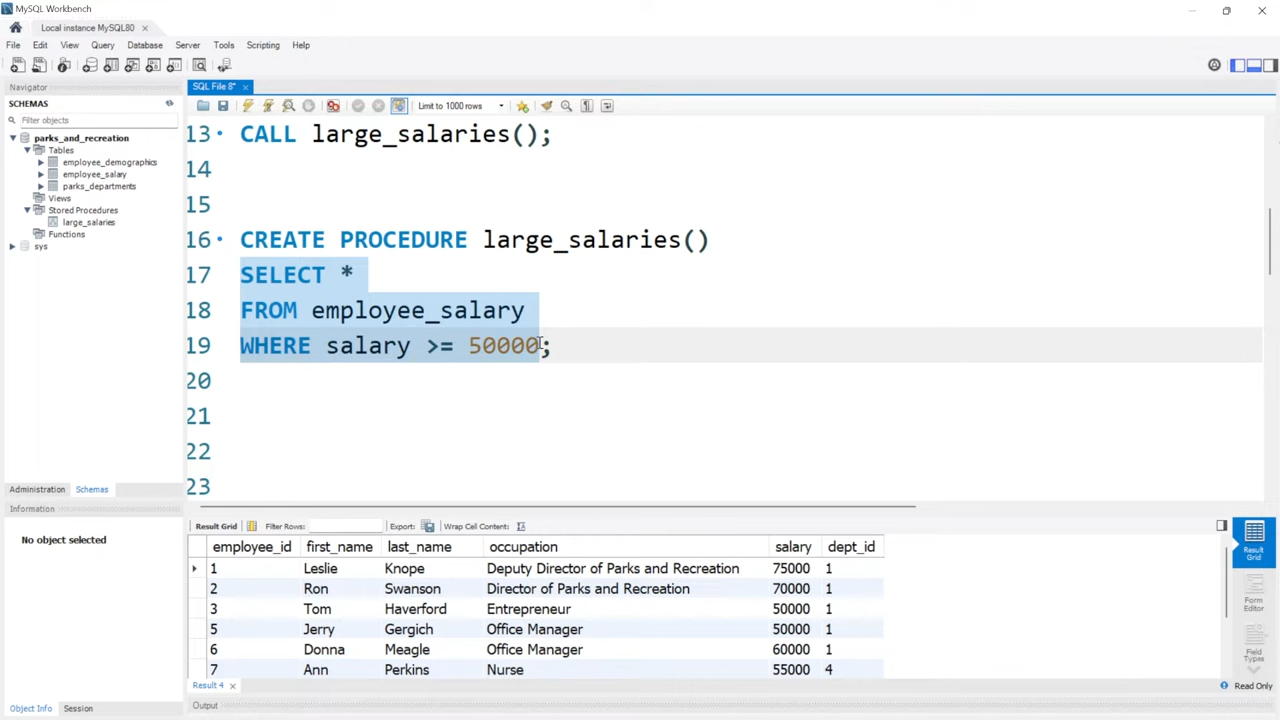 MySQL Workbench
Local instance MySQL80
File Edit View Query Database Server Tools Scripting Help
Navigator
SCHEMAS
Filter objects
parks_and_recreation
Tables
employee_demographics
employee_salary
parks_departments
Views
Stored Procedures
large_salaries
Functions
sys
Administration Schemas
Information
No object selected
Object Info Session
SQL File 8*
Limit to 1000 rows
13 CALL large_salaries();
14
15
16 CREATE PROCEDURE large_salaries()
17 SELECT *
18 FROM employee_salary
19 WHERE salary >= 50000;
20
21
22
23
Result Grid Filter Rows: Export: Wrap Cell Content:
employee_id first_name last_name occupation salary dept_id
1 Leslie Knope Deputy Director of Parks and Recreation 75000 1
2 Ron Swanson Director of Parks and Recreation 70000 1
3 Tom Haverford Entrepreneur 50000 1
5 Jerry Gergich Office Manager 50000 1
6 Donna Meagle Office Manager 60000 1
7 Ann Perkins Nurse 55000 4
Result Grid
Form Editor
Field Types
Result 4
Read Only
Output